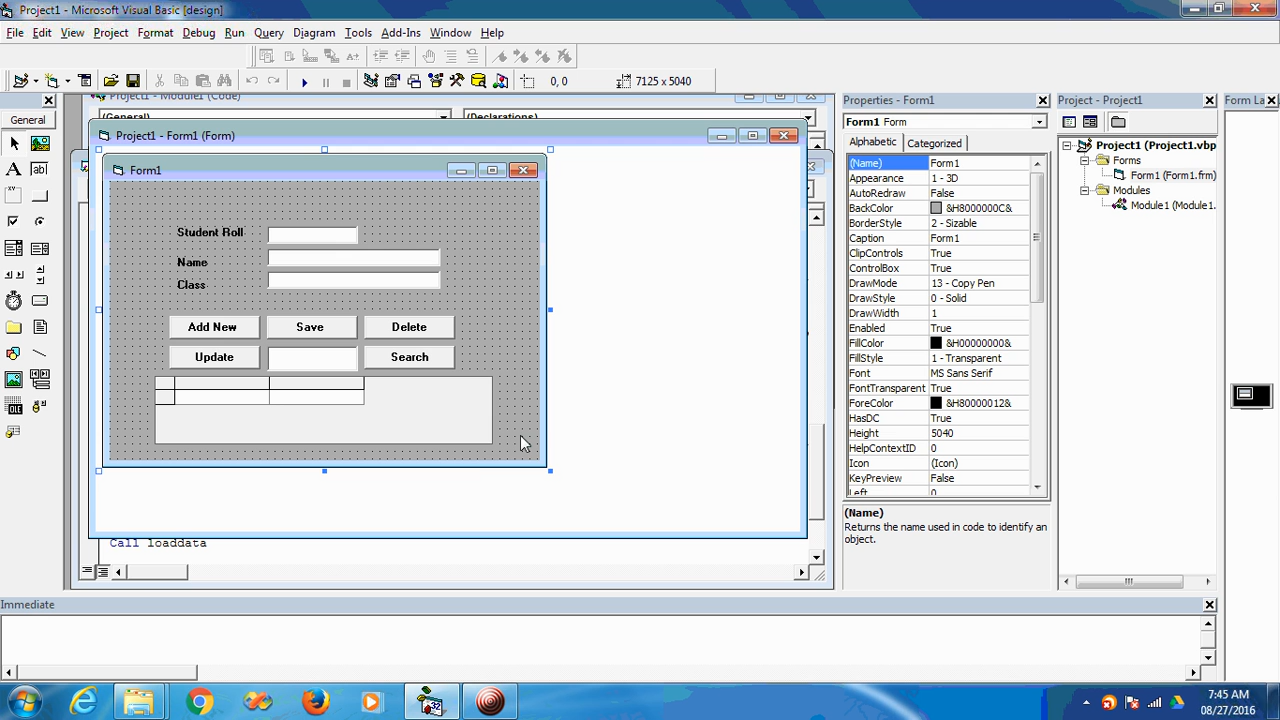 Project1 - Microsoft Visual Basic [design]
File Edit View Project Format Debug Run Query Diagram Tools Add-Ins Window Help
0, 0
7125 x 5040
General
Project1 - Module1 (Code)
(General)
(Declarations)
Project1 - Form1 (Form)
Form1
Student Roll
Name
Class
Add New Save Delete
Update Search
Call loaddata
Properties - Form1
Form1 Form
Alphabetic Categorized
(Name) Form1
Appearance 1 - 3D
AutoRedraw False
BackColor &H8000000C&
BorderStyle 2 - Sizable
Caption Form1
ClipControls True
ControlBox True
DrawMode 13 - Copy Pen
DrawStyle 0 - Solid
DrawWidth 1
Enabled True
FillColor &H00000000&
FillStyle 1 - Transparent
Font MS Sans Serif
FontTransparent True
ForeColor &H80000012&
HasDC True
Height 5040
HelpContextID 0
Icon (Icon)
KeyPreview False
Left 0
(Name)
Returns the name used in code to identify an
object.
Project - Project1
Project1 (Project1.vbp
Forms
Form1 (Form1.frm)
Modules
Module1 (Module1.
Form La
Immediate
7:45 AM
08/27/2016